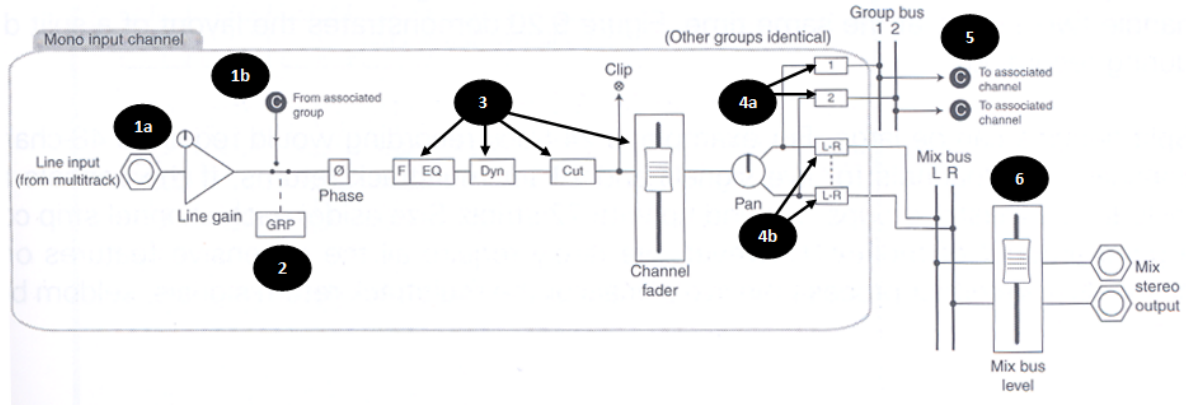 Group bus
1 2
5
Mono input channel
(Other groups identical)
Clip
1b
1
C
To associated
channel
C
From associated
group
3
4a
2
C
To associated
channel
1a
Line input
(from multitrack)
Ø
Phase
F
EQ
Dyn
Cut
L-R
Mix bus
L R
6
Line gain
Pan
L-R
GRP
4b
2
Channel
fader
Mix
stereo
output
Mix bus
level